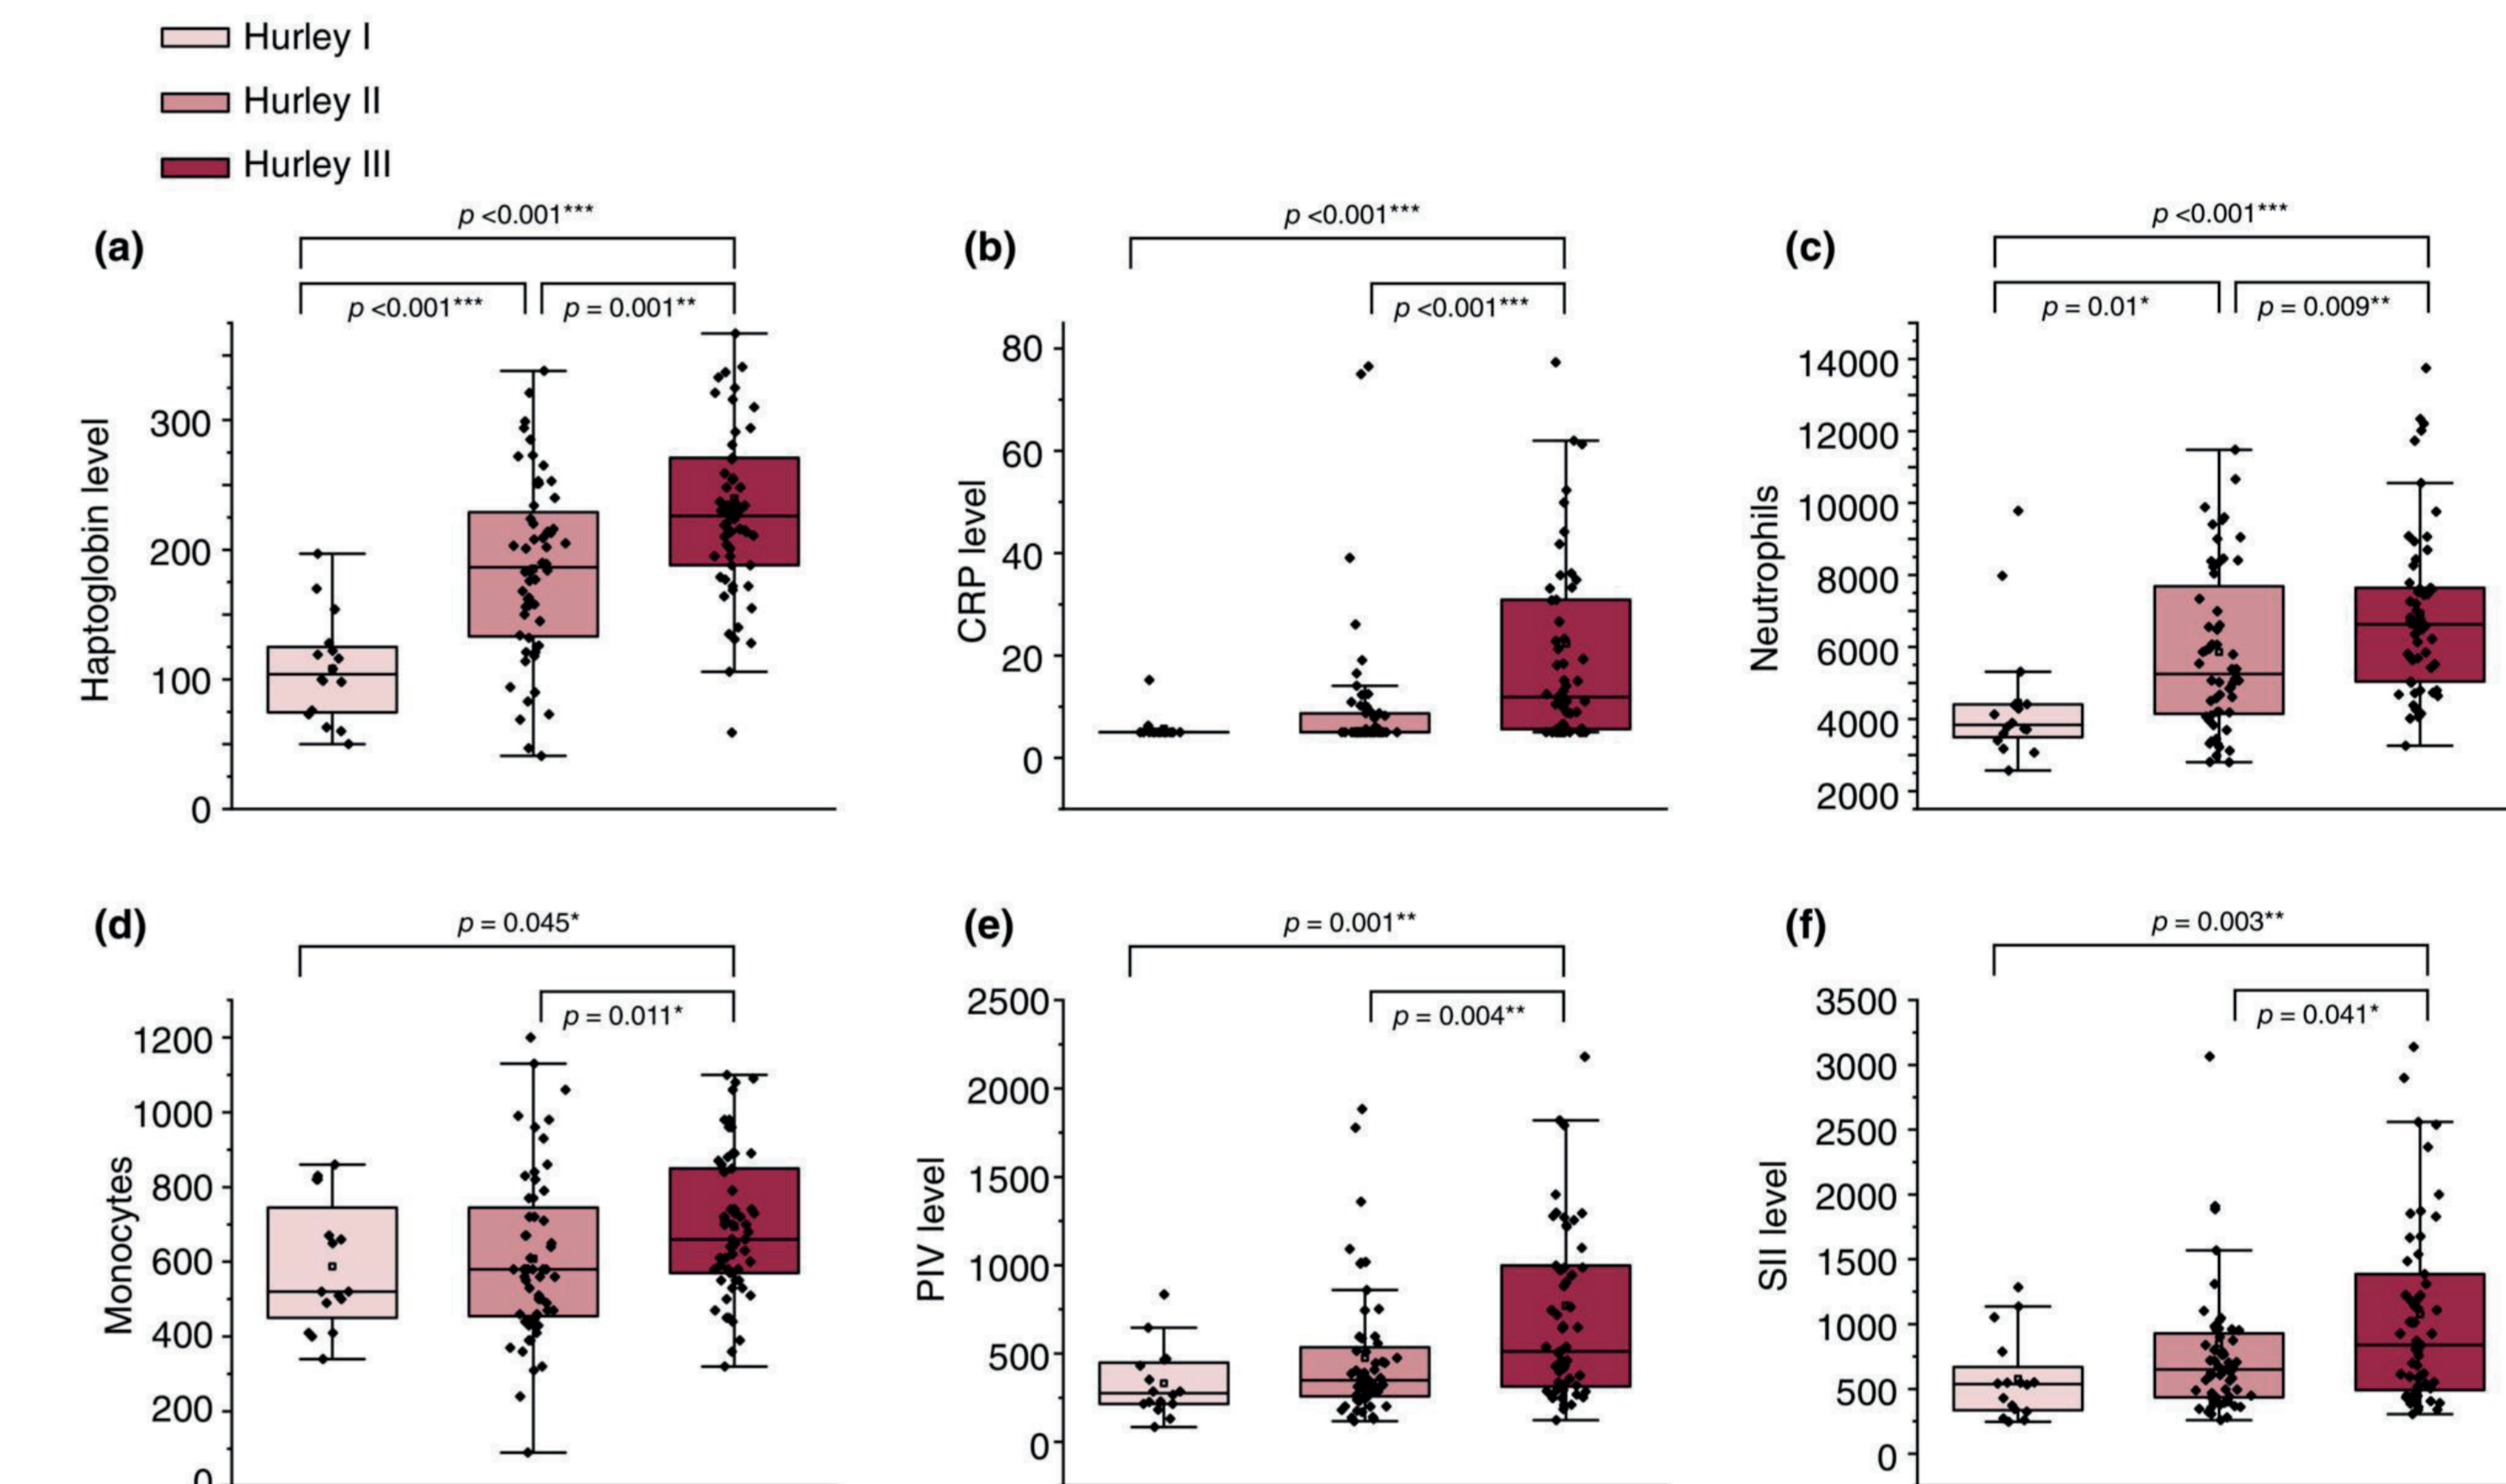 Hurley I
Hurley II
Hurley III
(a)
p <0.001***
p <0.001***
p = 0.001**
Haptoglobin level
300
200
100
0
(b)
p <0.001***
p <0.001***
CRP level
80
60
40
20
0
(c)
p <0.001***
p = 0.01*
p = 0.009**
Neutrophils
14000
12000
10000
8000
6000
4000
2000
(d)
p = 0.045*
p = 0.011*
Monocytes
1200
1000
800
600
400
200
0
(e)
p = 0.001**
p = 0.004**
PIV level
2500
2000
1500
1000
500
0
(f)
p = 0.003**
p = 0.041*
SII level
3500
3000
2500
2000
1500
1000
500
0